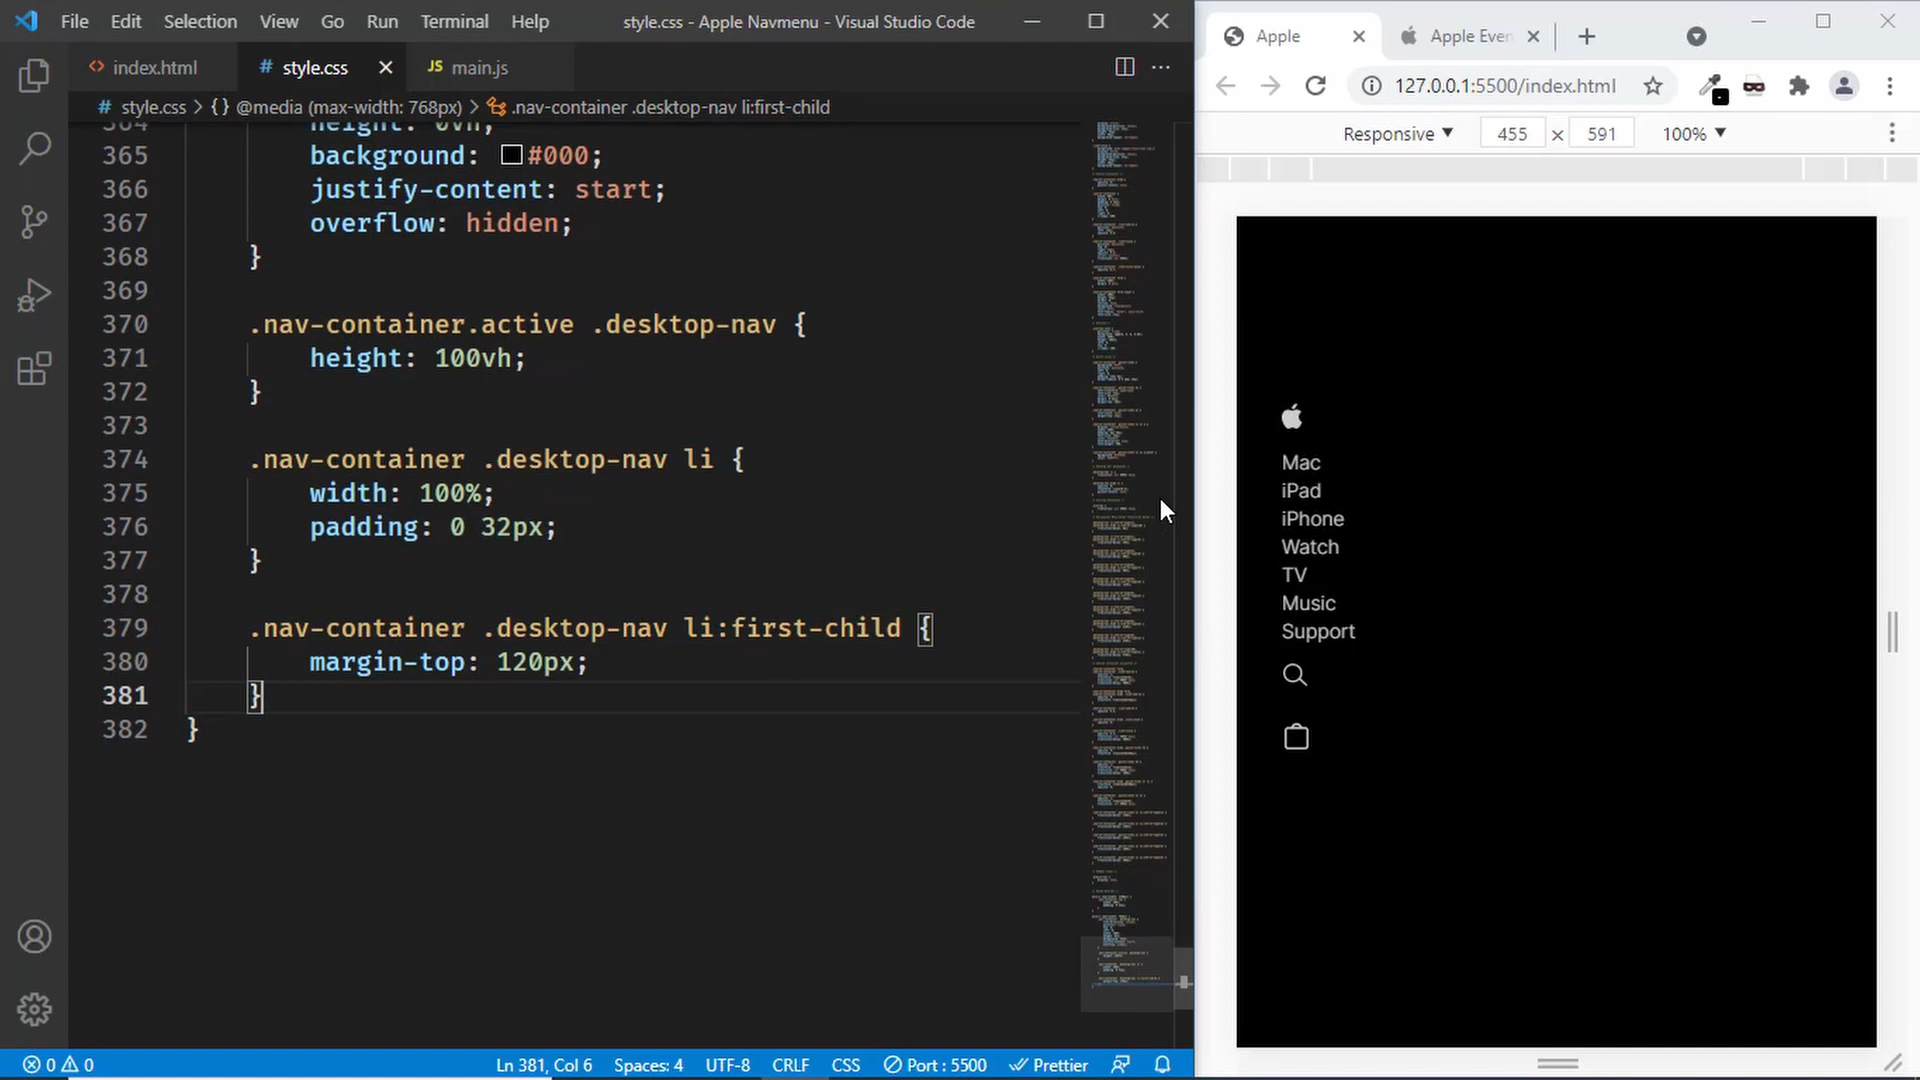 File Edit Selection View Go Run Terminal Help style.css - Apple Navmenu - Visual Studio Code
index.html
style.css
JS main.js
style.css > {} @media (max-width: 768px) > .nav-container .desktop-nav li:first-child
364 height: 0vh;
365 background: #000;
366 justify-content: start;
367 overflow: hidden;
368 }
369
370 .nav-container.active .desktop-nav {
371 height: 100vh;
372 }
373
374 .nav-container .desktop-nav li {
375 width: 100%;
376 padding: 0 32px;
377 }
378
379 .nav-container .desktop-nav li:first-child {
380 margin-top: 120px;
381 }
382 }
0 0
Ln 381, Col 6 Spaces: 4 UTF-8 CRLF CSS Port : 5500 Prettier
Apple
Apple Even
127.0.0.1:5500/index.html
Responsive 455 × 591 100%
Mac
iPad
iPhone
Watch
TV
Music
Support